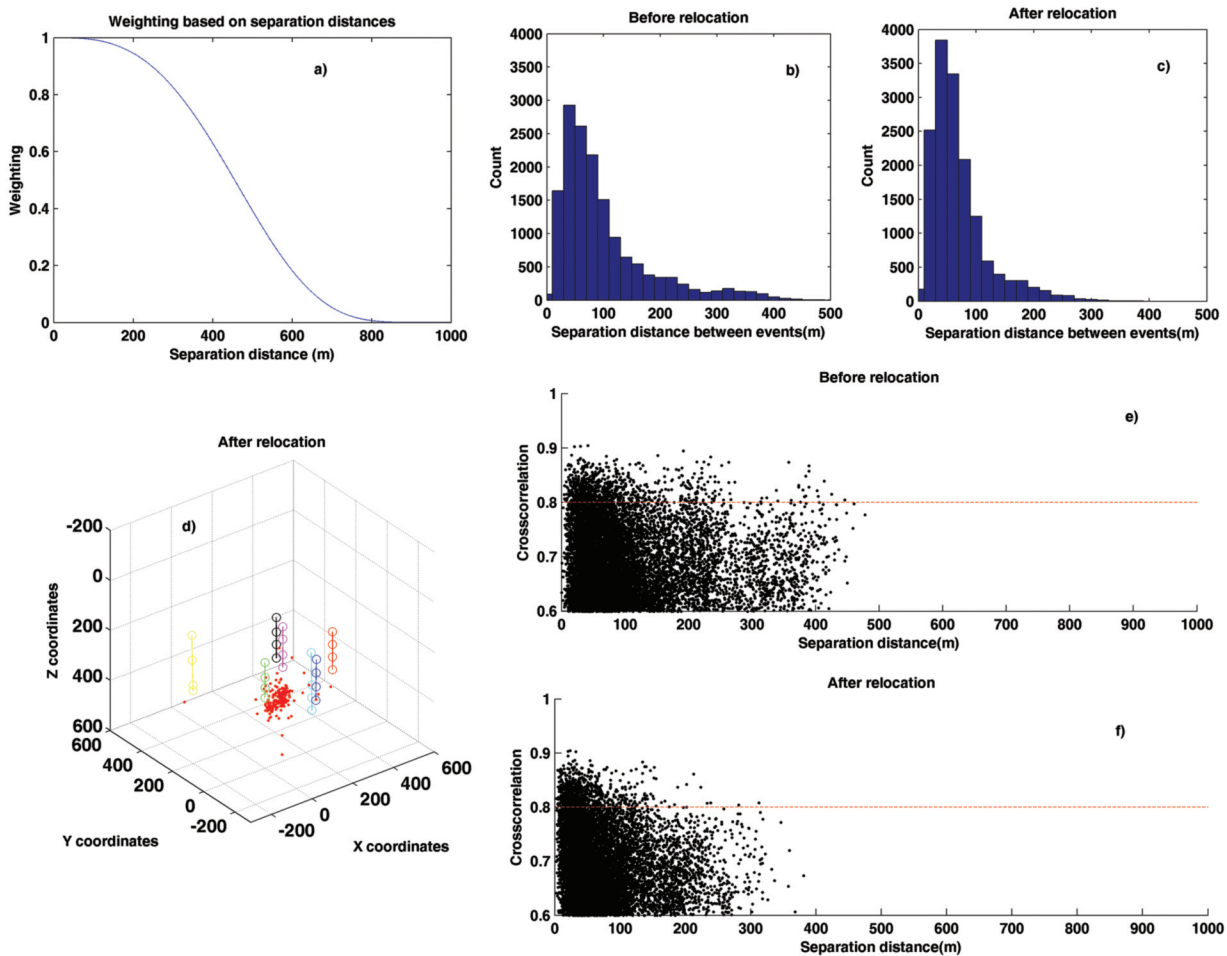 Weighting based on separation distances
a)
1
0.8
0.6
0.4
0.2
0
Weighting
0 200 400 600 800 1000
Separation distance (m)
Before relocation
b)
4000
3500
3000
2500
2000
1500
1000
500
0
Count
0 100 200 300 400 500
Separation distance between events(m)
After relocation
c)
4000
3500
3000
2500
2000
1500
1000
500
0
Count
0 100 200 300 400 500
Separation distance between events(m)
After relocation
d)
-200
0
200
400
600
Z coordinates
600
400
200
0
-200
Y coordinates
-200
0
200
400
600
X coordinates
Before relocation
e)
1
0.9
0.8
0.7
0.6
Crosscorrelation
0 100 200 300 400 500 600 700 800 900 1000
Separation distance(m)
After relocation
f)
1
0.9
0.8
0.7
0.6
Crosscorrelation
0 100 200 300 400 500 600 700 800 900 1000
Separation distance(m)